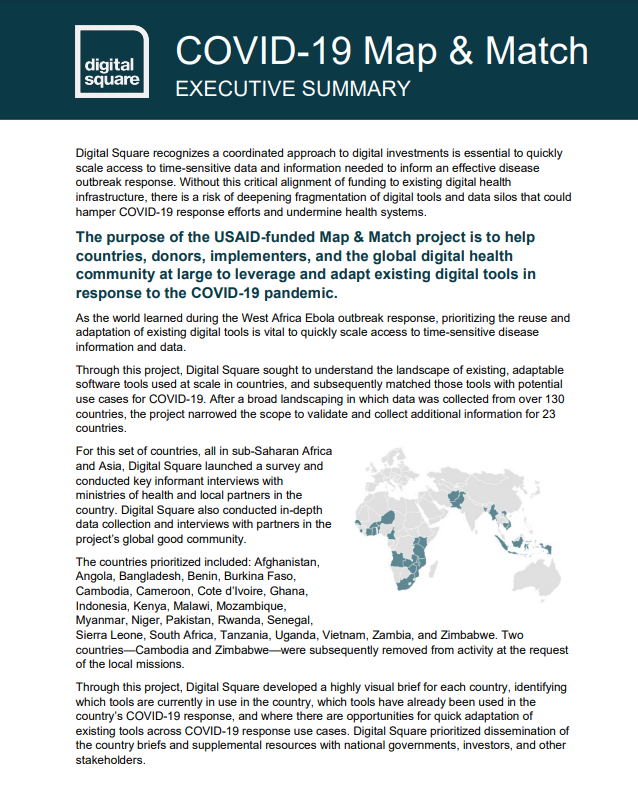 digital
square
COVID-19 Map & Match
EXECUTIVE SUMMARY
Digital Square recognizes a coordinated approach to digital investments is essential to quickly
scale access to time-sensitive data and information needed to inform an effective disease
outbreak response. Without this critical alignment of funding to existing digital health
infrastructure, there is a risk of deepening fragmentation of digital tools and data silos that could
hamper COVID-19 response efforts and undermine health systems.
The purpose of the USAID-funded Map & Match project is to help
countries, donors, implementers, and the global digital health
community at large to leverage and adapt existing digital tools in
response to the COVID-19 pandemic.
As the world learned during the West Africa Ebola outbreak response, prioritizing the reuse and
adaptation of existing digital tools is vital to quickly scale access to time-sensitive disease
information and data.
Through this project, Digital Square sought to understand the landscape of existing, adaptable
software tools used at scale in countries, and subsequently matched those tools with potential
use cases for COVID-19. After a broad landscaping in which data was collected from over 130
countries, the project narrowed the scope to validate and collect additional information for 23
countries.
For this set of countries, all in sub-Saharan Africa
and Asia, Digital Square launched a survey and
conducted key informant interviews with
ministries of health and local partners in the
country. Digital Square also conducted in-depth
data collection and interviews with partners in the
project's global good community.
The countries prioritized included: Afghanistan,
Angola, Bangladesh, Benin, Burkina Faso,
Cambodia, Cameroon, Cote d'Ivoire, Ghana,
Indonesia, Kenya, Malawi, Mozambique,
Myanmar, Niger, Pakistan, Rwanda, Senegal,
Sierra Leone, South Africa, Tanzania, Uganda, Vietnam, Zambia, and Zimbabwe. Two
countries—Cambodia and Zimbabwe—were subsequently removed from activity at the request
of the local missions.
Through this project, Digital Square developed a highly visual brief for each country, identifying
which tools are currently in use in the country, which tools have already been used in the
country's COVID-19 response, and where there are opportunities for quick adaptation of
existing tools across COVID-19 response use cases. Digital Square prioritized dissemination of
the country briefs and supplemental resources with national governments, investors, and other
stakeholders.